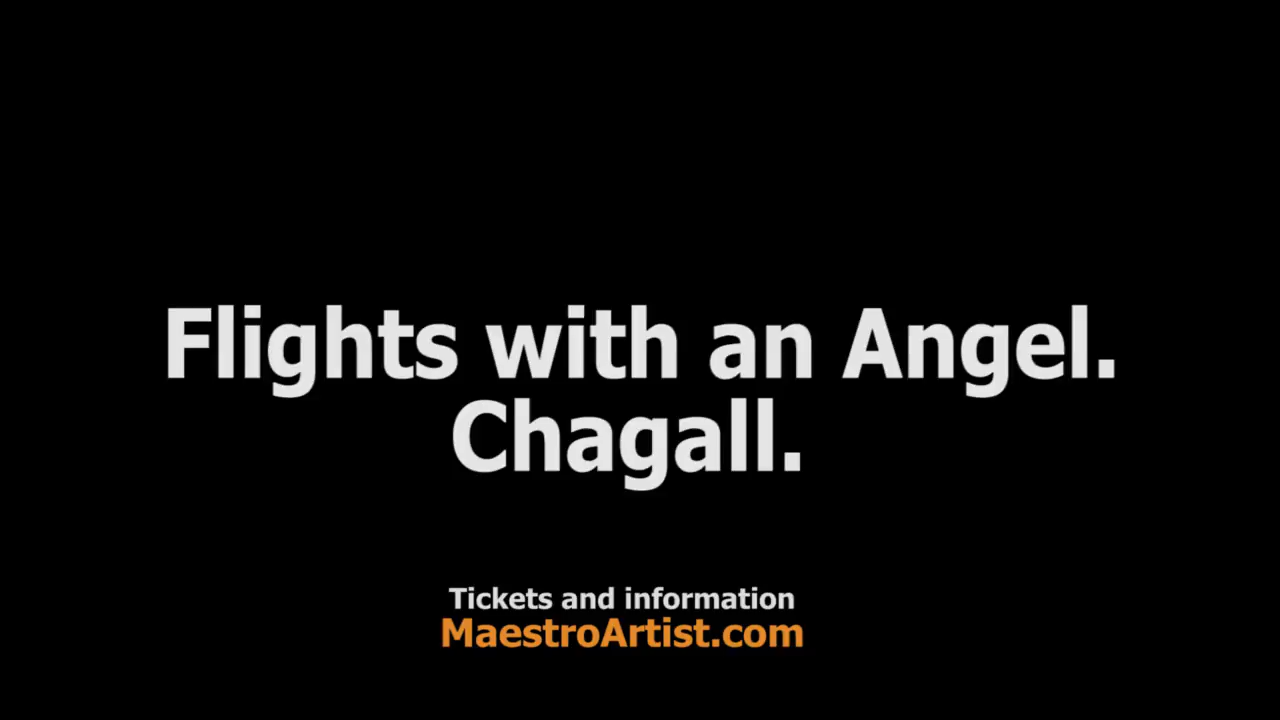 Flights with an Angel.
Chagall.
Tickets and information
MaestroArtist.com